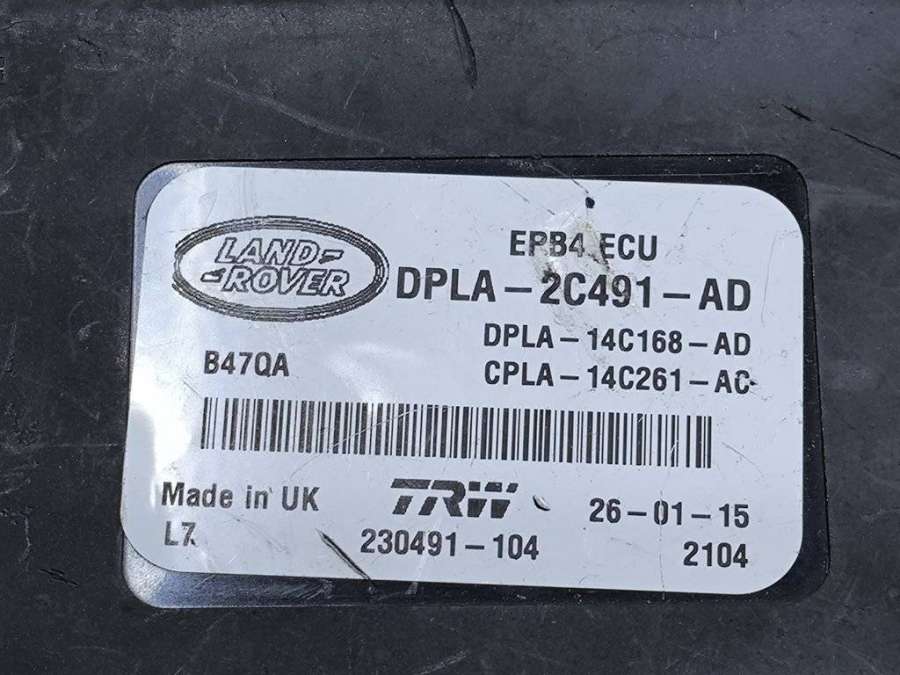 LAND-
-ROVER
EPB4 ECU
DPLA-2C491-AD
DPLA-14C168-AD
B47QA
CPLA-14C261-AC
Made in UK
TRW
26-01-15
L7
230491-104
2104